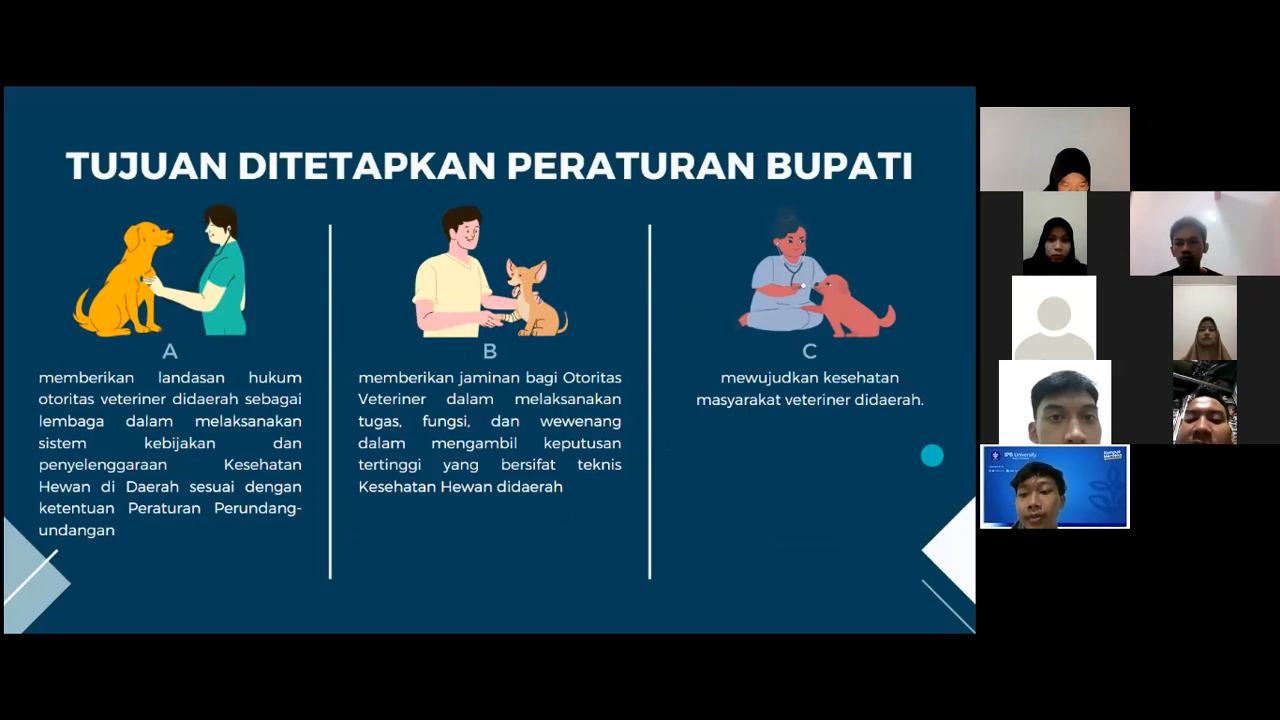 TUJUAN DITETAPKAN PERATURAN BUPATI
A
memberikan landasan hukum
otoritas veteriner didaerah sebagai
lembaga dalam melaksanakan
sistem kebijakan dan
penyelenggaraan Kesehatan
Hewan di Daerah sesuai dengan
ketentuan Peraturan Perundang-
undangan
B
memberikan jaminan bagi Otoritas
Veteriner dalam melaksanakan
tugas, fungsi, dan wewenang
dalam mengambil keputusan
tertinggi yang bersifat teknis
Kesehatan Hewan didaerah
C
mewujudkan kesehatan
masyarakat veteriner didaerah.
IPB University